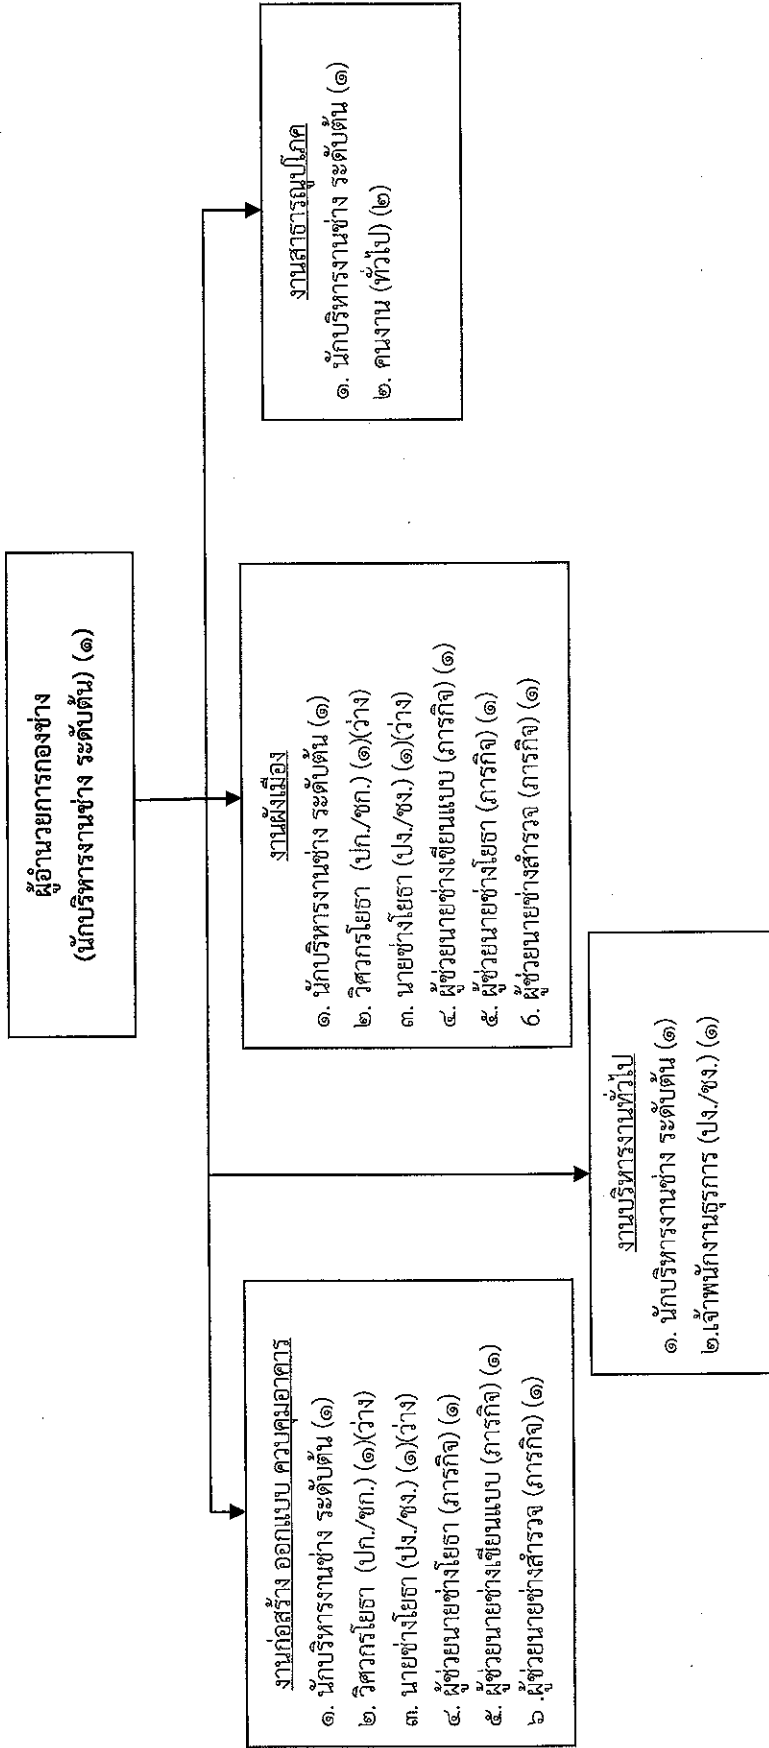 ผู้อำนวยการกองช่าง
(นักบริหารงานช่าง ระดับต้น) (๑)
งานก่อสร้าง ออกแบบ ควบคุมอาคาร
๑. นักบริหารงานช่าง ระดับต้น (๑)
๒. วิศวกรโยธา (ปก./ชก.) (๑)(ว่าง)
๓. นายช่างโยธา (ปง./ชง.) (๑)(ว่าง)
๔. ผู้ช่วยนายช่างโยธา (ภารกิจ) (๑)
๕. ผู้ช่วยนายช่างเขียนแบบ (ภารกิจ) (๑)
๖ .ผู้ช่วยนายช่างสำรวจ (ภารกิจ) (๑)
งานบริหารงานทั่วไป
๑. นักบริหารงานช่าง ระดับต้น (๑)
๒.เจ้าพนักงานธุรการ (ปง./ชง.) (๑)
งานผังเมือง
๑. นักบริหารงานช่าง ระดับต้น (๑)
๒. วิศวกรโยธา (ปก./ชก.) (๑)(ว่าง)
๓. นายช่างโยธา (ปง./ชง.) (๑)(ว่าง)
๔. ผู้ช่วยนายช่างเขียนแบบ (ภารกิจ) (๑)
๕. ผู้ช่วยนายช่างโยธา (ภารกิจ) (๑)
6. ผู้ช่วยนายช่างสำรวจ (ภารกิจ) (๑)
งานสาธารณูปโภค
๑. นักบริหารงานช่าง ระดับต้น (๑)
๒. คนงาน (ทั่วไป) (๒)